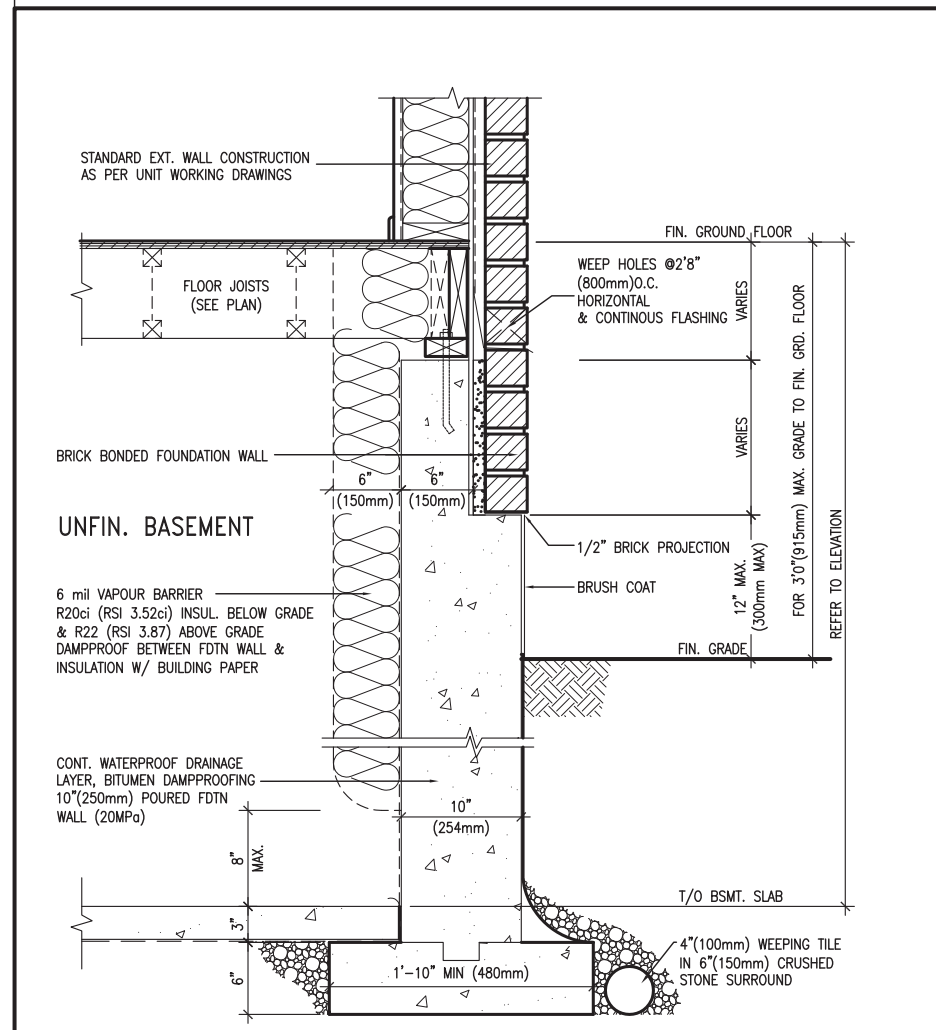 STANDARD EXT. WALL CONSTRUCTION
AS PER UNIT WORKING DRAWINGS
FIN. GROUND FLOOR
FLOOR JOISTS
(SEE PLAN)
WEEP HOLES @2'8"
(800mm)O.C.
HORIZONTAL
& CONTINOUS FLASHING
VARIES
VARIES
FOR 3'0"(915mm) MAX. GRADE TO FIN. GRD. FLOOR
REFER TO ELEVATION
BRICK BONDED FOUNDATION WALL
6"
(150mm)
6"
(150mm)
UNFIN. BASEMENT
1/2" BRICK PROJECTION
BRUSH COAT
12" MAX.
(300mm MAX)
6 mil VAPOUR BARRIER
R20ci (RSI 3.52ci) INSUL. BELOW GRADE
& R22 (RSI 3.87) ABOVE GRADE
DAMPPROOF BETWEEN FDTN WALL &
INSULATION W/ BUILDING PAPER
FIN. GRADE
CONT. WATERPROOF DRAINAGE
LAYER, BITUMEN DAMPPROOFING
10"(250mm) POURED FDTN
WALL (20MPa)
10"
(254mm)
8"
MAX.
T/O BSMT. SLAB
3"
6"
1'-10" MIN (480mm)
4"(100mm) WEEPING TILE
IN 6"(150mm) CRUSHED
STONE SURROUND